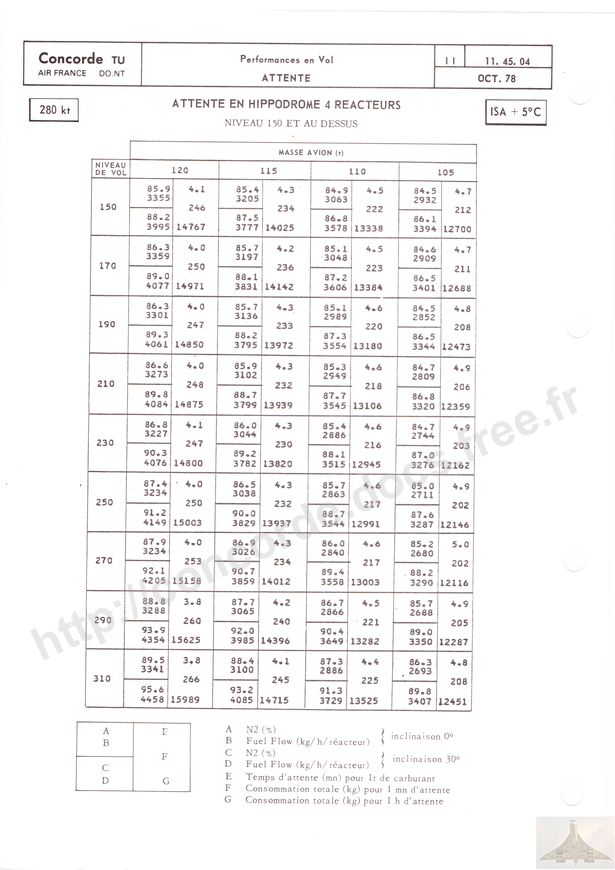 Concorde TU
AIR FRANCE DO.NT
Performances en Vol
ATTENTE
11 11. 45. 04
OCT. 78
280 kt
ATTENTE EN HIPPODROME 4 REACTEURS
NIVEAU 150 ET AU DESSUS
ISA + 5°C
MASSE AVION (t)
NIVEAU DE VOL 120 115 110 105
150
85.9 4.1 85.4 4.3 84.9 4.5 84.5 4.7
3355 246 3205 234 3063 222 2932 212
88.2 87.5 86.8 86.1
3995 14767 3777 14025 3578 13338 3394 12700
170
86.3 4.0 85.7 4.2 85.1 4.5 84.6 4.7
3359 250 3197 236 3048 223 2909 211
89.0 88.1 87.2 86.5
4077 14971 3831 14142 3606 13384 3401 12688
190
86.3 4.0 85.7 4.3 85.1 4.6 84.5 4.8
3301 247 3136 233 2989 220 2852 208
89.3 88.2 87.3 86.5
4061 14850 3795 13972 3554 13180 3344 12473
210
86.6 4.0 85.9 4.3 85.3 4.6 84.7 4.9
3273 248 3102 232 2949 218 2809 206
89.8 88.7 87.7 86.8
4084 14875 3799 13939 3545 13106 3320 12359
230
86.8 4.1 86.0 4.3 85.4 4.6 84.7 4.9
3227 247 3044 230 2886 216 2744 203
90.3 89.2 88.1 87.0
4076 14800 3782 13820 3515 12945 3276 12162
250
87.4 4.0 86.5 4.3 85.7 4.6 85.0 4.9
3234 250 3038 232 2863 217 2711 202
91.2 90.0 88.7 87.6
4149 15003 3829 13937 3544 12991 3287 12146
270
87.9 4.0 86.9 4.3 86.0 4.6 85.2 5.0
3234 253 3026 234 2840 217 2680 202
92.1 90.7 89.4 88.2
4205 15158 3859 14012 3558 13003 3290 12116
290
88.8 3.8 87.7 4.2 86.7 4.5 85.7 4.9
3288 260 3065 240 2866 221 2688 205
93.9 92.0 90.4 89.0
4354 15625 3985 14396 3649 13282 3350 12287
310
89.5 3.8 88.4 4.1 87.3 4.4 86.3 4.8
3341 266 3100 245 2886 225 2693 208
95.6 93.2 91.3 89.8
4458 15989 4085 14715 3729 13525 3407 12451
A E
B
F
C
D G
A N2 (%)
B Fuel Flow (kg/h/réacteur) } inclinaison 0°
C N2 (%)
D Fuel Flow (kg/h/réacteur) } inclinaison 30°
E Temps d'attente (mn) pour 1t de carburant
F Consommation totale (kg) pour 1 mn d'attente
G Consommation totale (kg) pour 1 h d'attente
http://concorde.docs.free.fr